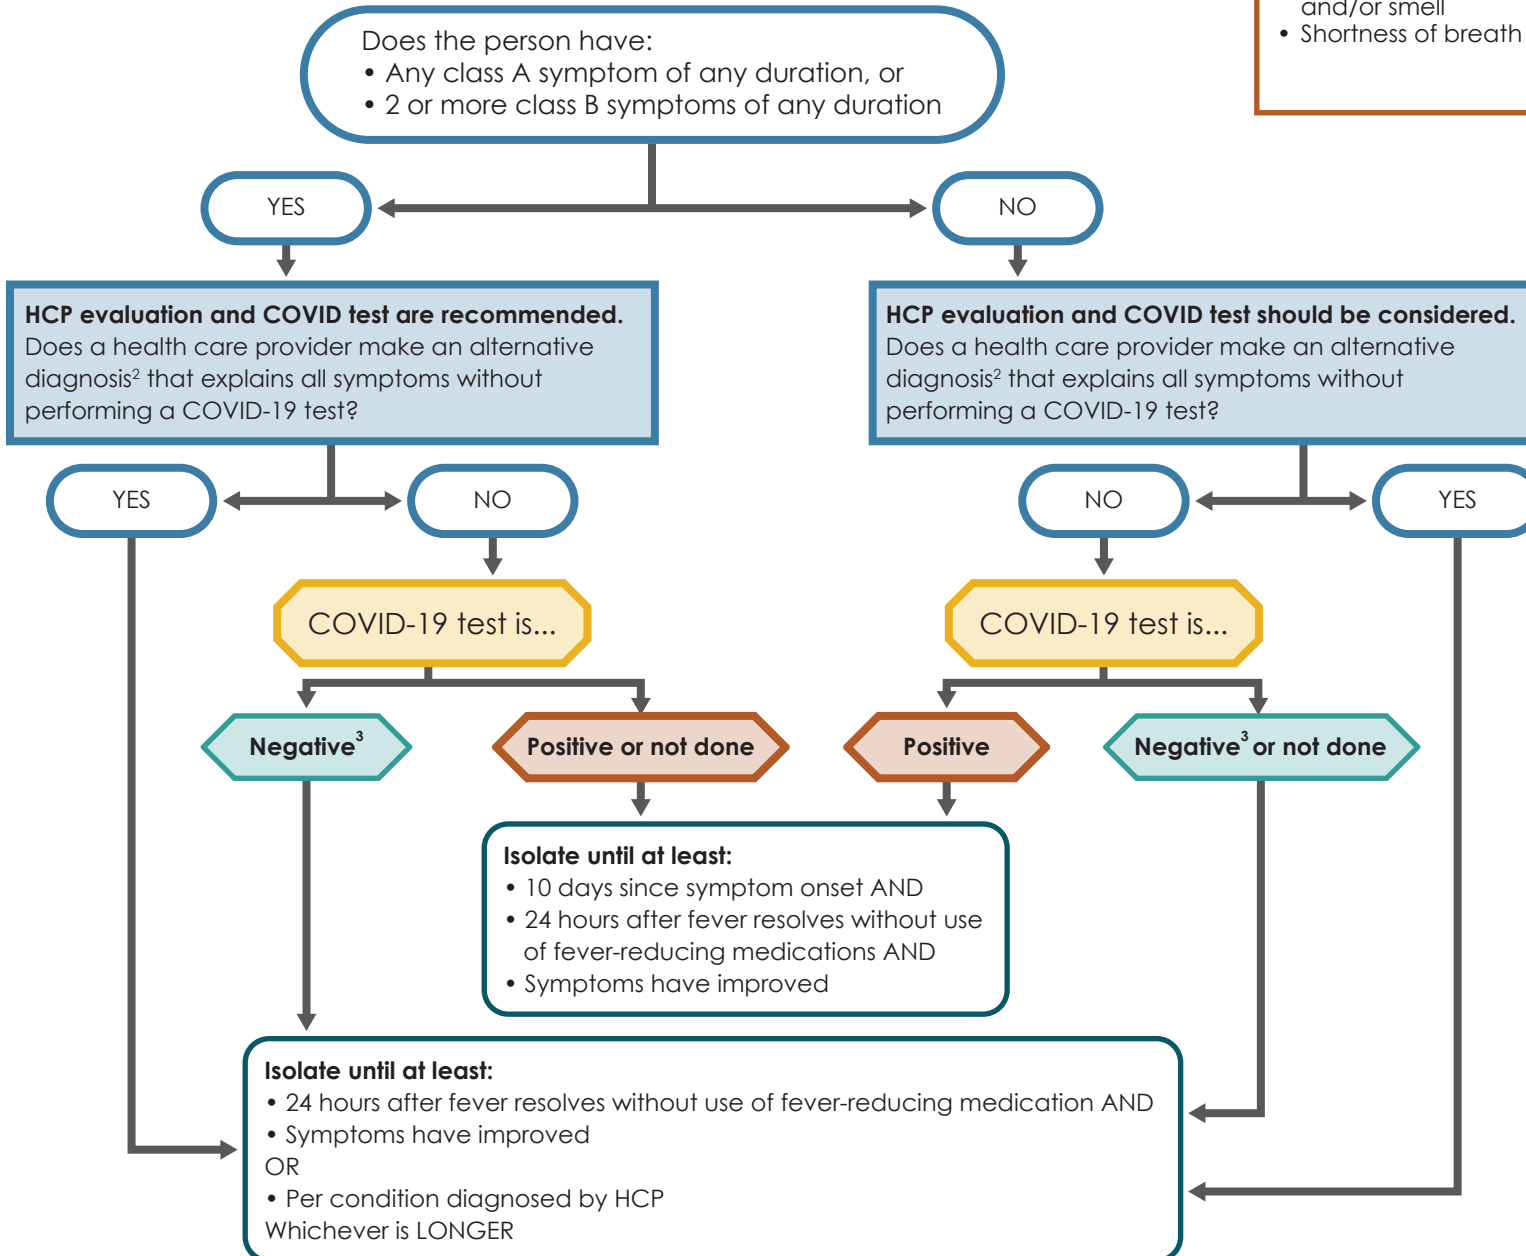 and/or smell
• Shortness of breath
Does the person have:
• Any class A symptom of any duration, or
• 2 or more class B symptoms of any duration
YES
NO
HCP evaluation and COVID test are recommended.
Does a health care provider make an alternative
diagnosis² that explains all symptoms without
performing a COVID-19 test?
HCP evaluation and COVID test should be considered.
Does a health care provider make an alternative
diagnosis² that explains all symptoms without
performing a COVID-19 test?
YES
NO
NO
YES
COVID-19 test is...
COVID-19 test is...
Negative³
Positive or not done
Positive
Negative³ or not done
Isolate until at least:
• 10 days since symptom onset AND
• 24 hours after fever resolves without use
of fever-reducing medications AND
• Symptoms have improved
Isolate until at least:
• 24 hours after fever resolves without use of fever-reducing medication AND
• Symptoms have improved
OR
• Per condition diagnosed by HCP
Whichever is LONGER